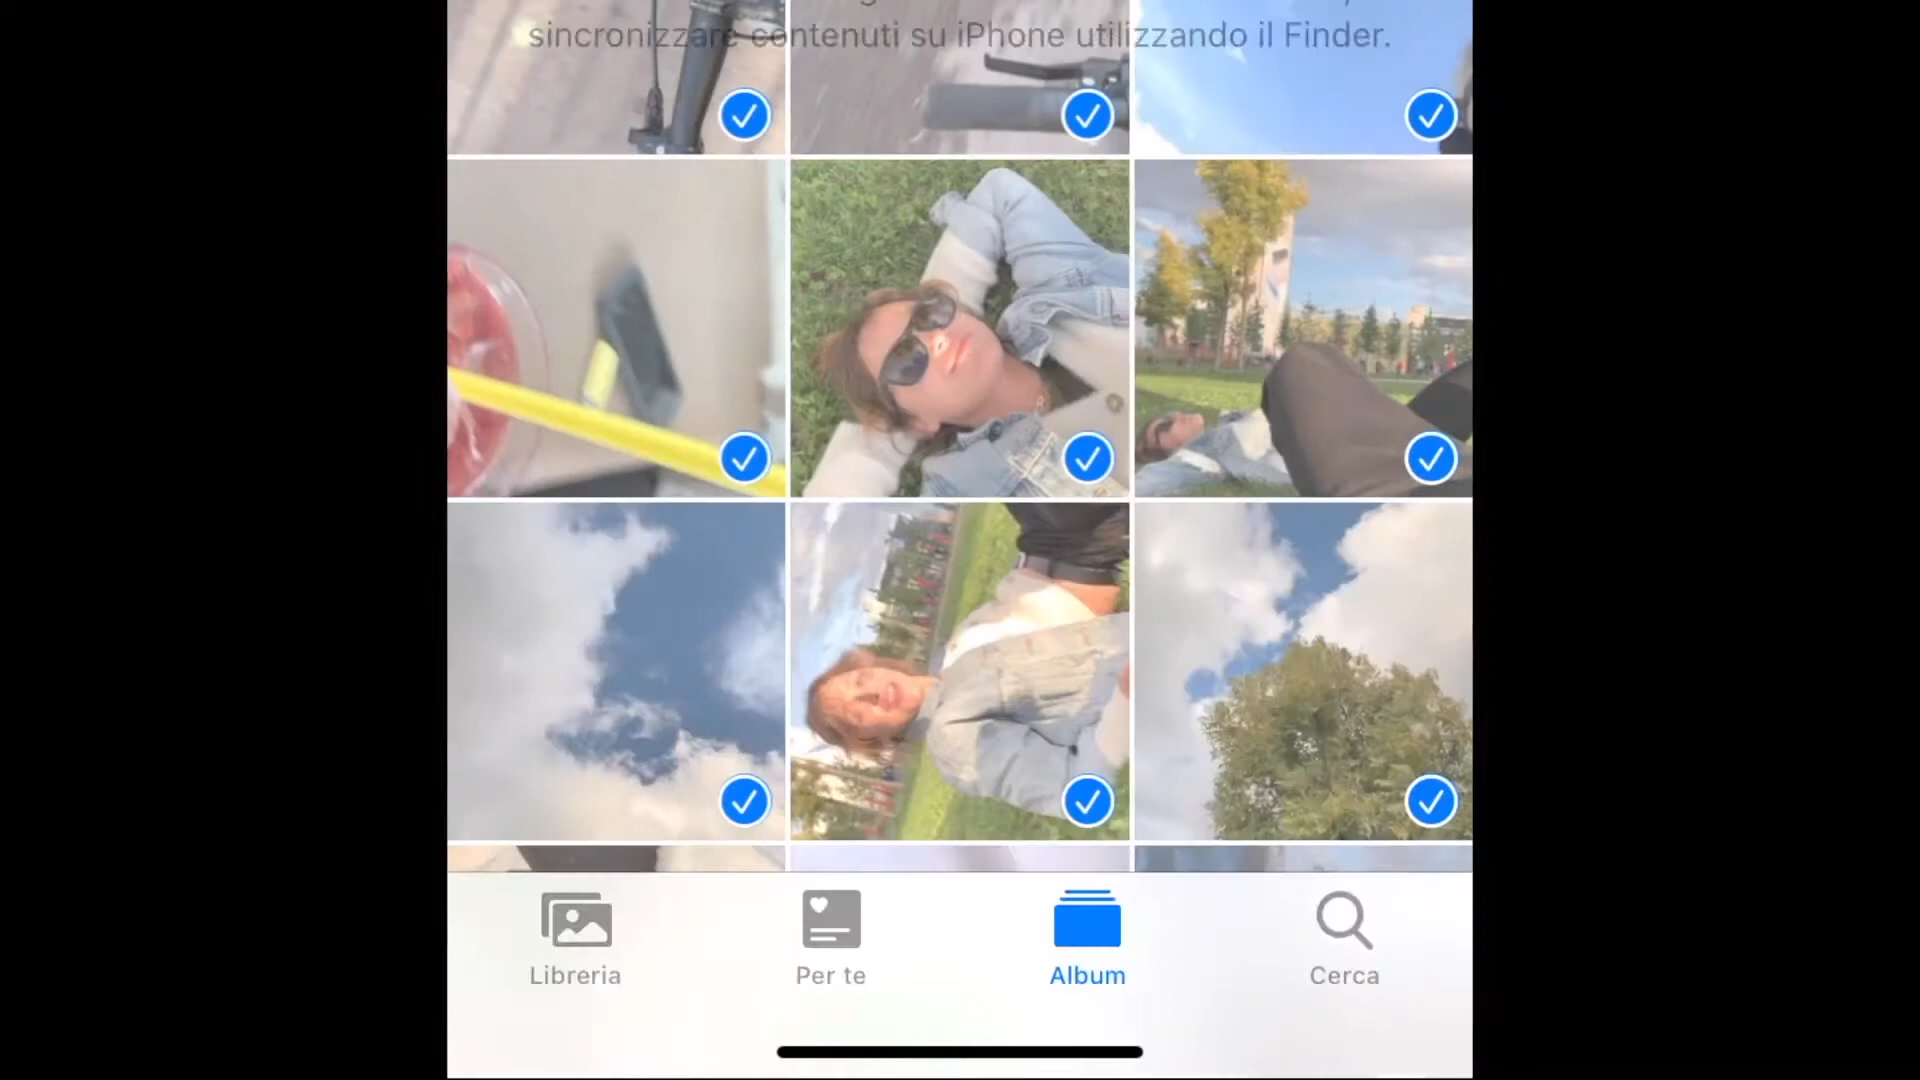 sincronizzare contenuti su iPhone utilizzando il Finder.
Libreria
Per te
Album
Cerca